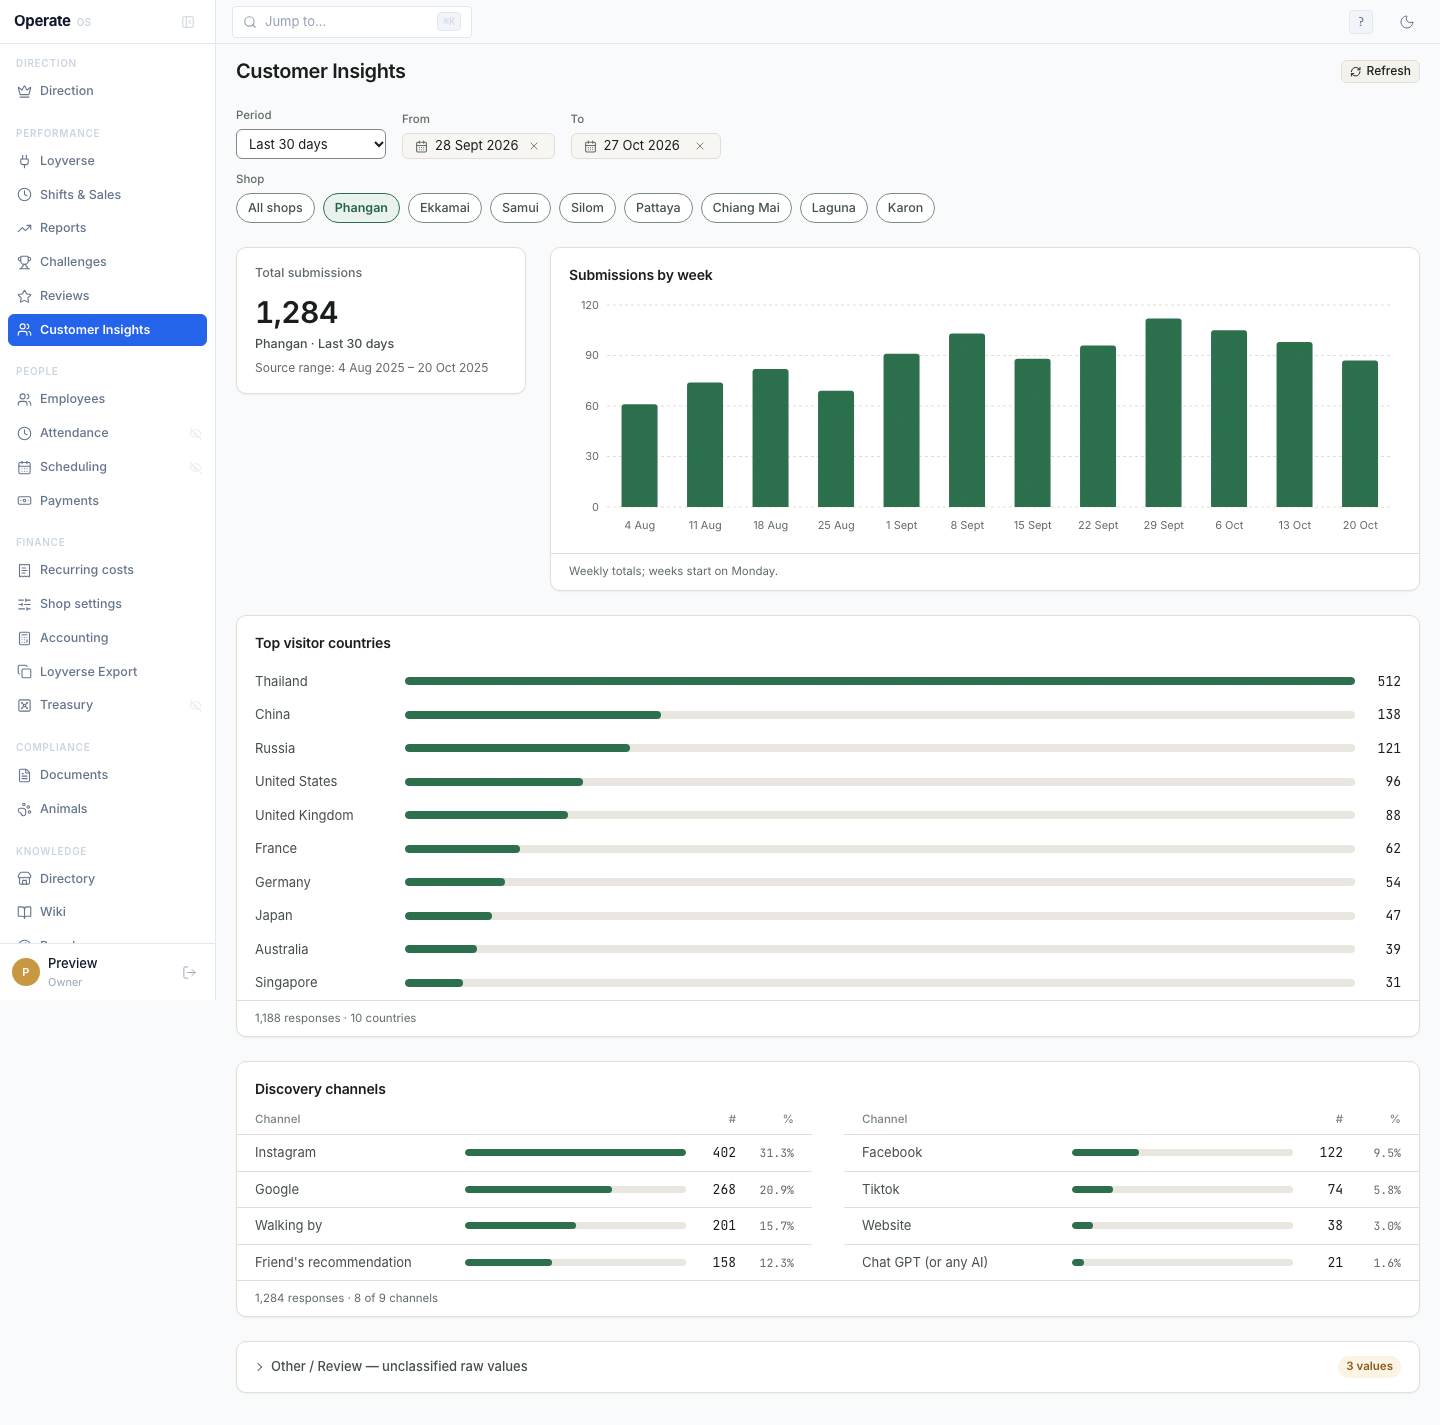 Operate OS
Jump to...
⌘K
?
DIRECTION
Direction
PERFORMANCE
Loyverse
Shifts & Sales
Reports
Challenges
Reviews
Customer Insights
PEOPLE
Employees
Attendance
Scheduling
Payments
FINANCE
Recurring costs
Shop settings
Accounting
Loyverse Export
Treasury
COMPLIANCE
Documents
Animals
KNOWLEDGE
Directory
Wiki
P
Preview
Owner
Customer Insights
Refresh
Period
From
To
Last 30 days
28 Sept 2026
27 Oct 2026
Shop
All shops
Phangan
Ekkamai
Samui
Silom
Pattaya
Chiang Mai
Laguna
Karon
Total submissions
1,284
Phangan · Last 30 days
Source range: 4 Aug 2025 – 20 Oct 2025
Submissions by week
120
90
60
30
0
4 Aug
11 Aug
18 Aug
25 Aug
1 Sept
8 Sept
15 Sept
22 Sept
29 Sept
6 Oct
13 Oct
20 Oct
Weekly totals; weeks start on Monday.
Top visitor countries
Thailand 512
China 138
Russia 121
United States 96
United Kingdom 88
France 62
Germany 54
Japan 47
Australia 39
Singapore 31
1,188 responses · 10 countries
Discovery channels
Channel # %
Instagram 402 31.3%
Google 268 20.9%
Walking by 201 15.7%
Friend's recommendation 158 12.3%
Channel # %
Facebook 122 9.5%
Tiktok 74 5.8%
Website 38 3.0%
Chat GPT (or any AI) 21 1.6%
1,284 responses · 8 of 9 channels
Other / Review — unclassified raw values
3 values